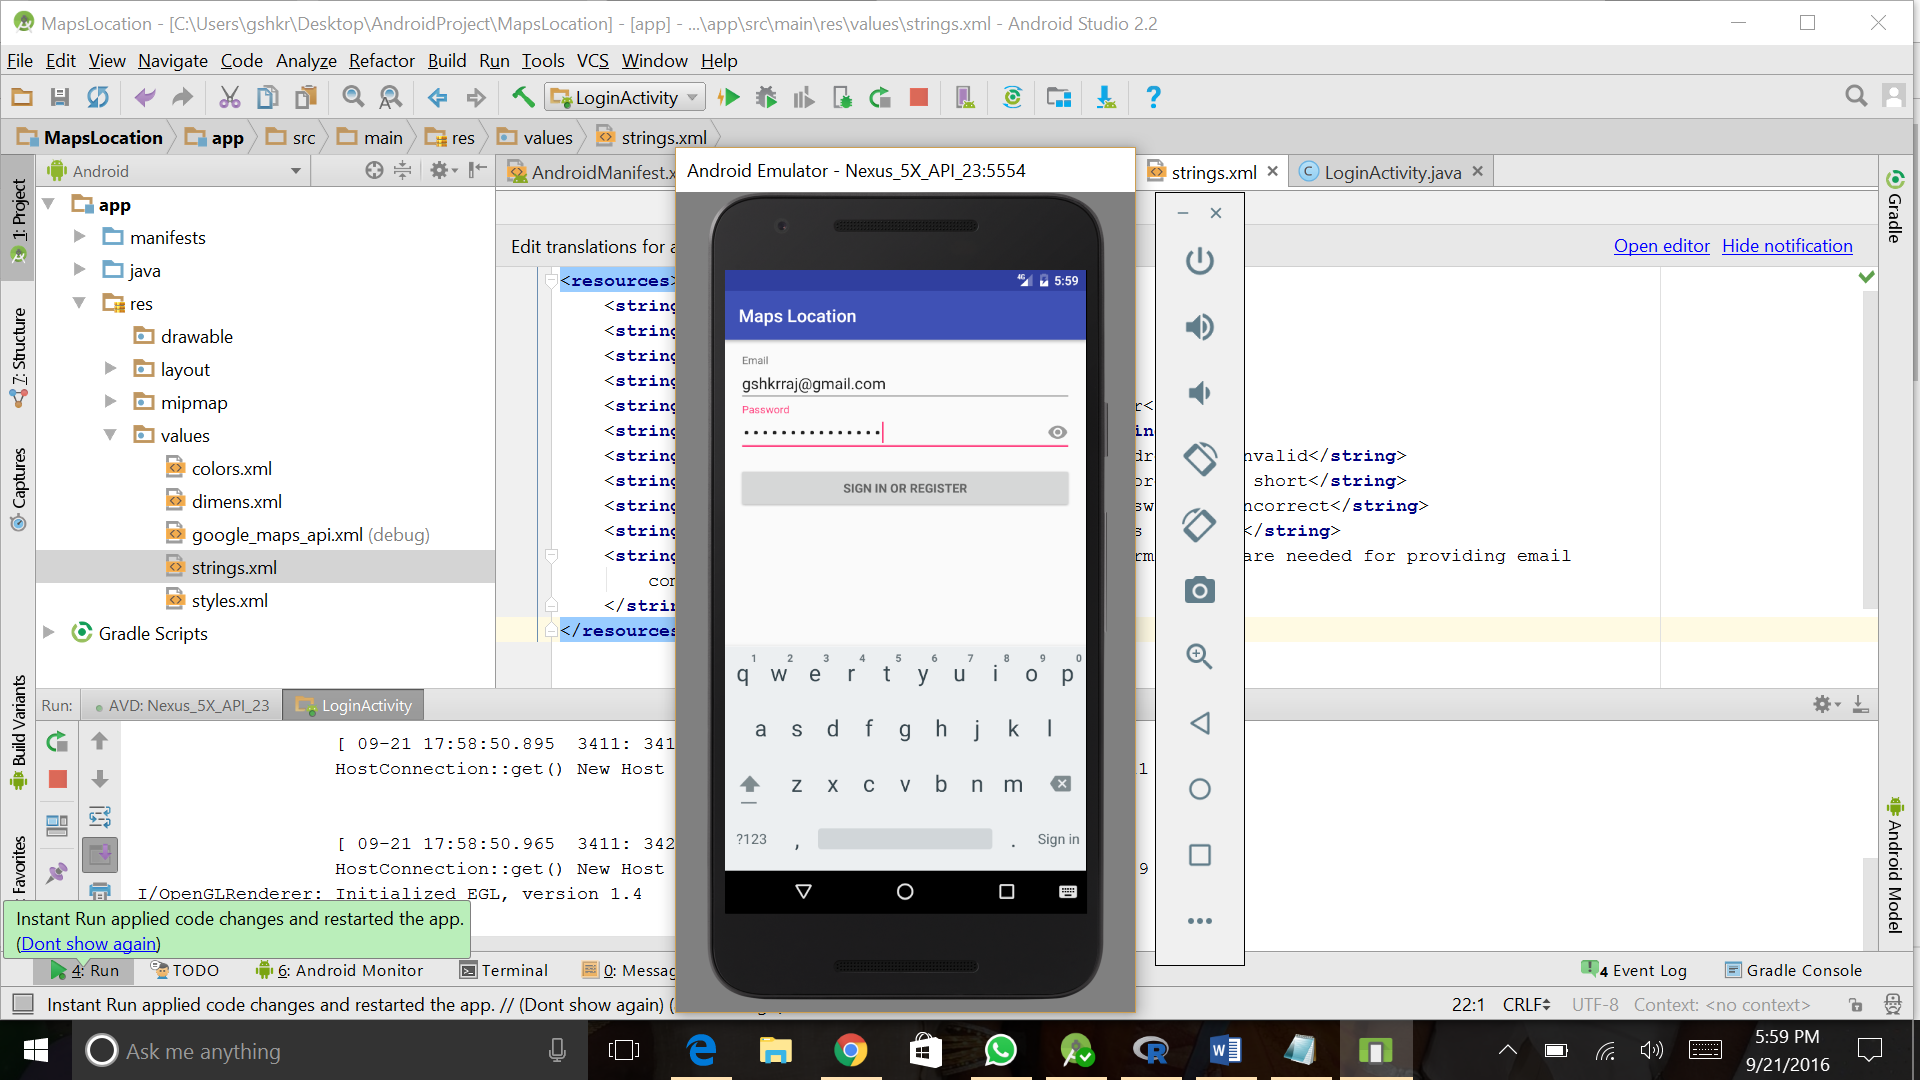 MapsLocation - [C:\Users\gshkr\Desktop\AndroidProject\MapsLocation] - [app] - ...\app\src\main\res\values\strings.xml - Android Studio 2.2
File Edit View Navigate Code Analyze Refactor Build Run Tools VCS Window Help
LoginActivity
MapsLocation app src main res values strings.xml
Android
AndroidManifest.x
strings.xml
LoginActivity.java
1: Project
7: Structure
Captures
Build Variants
Favorites
app
manifests
java
res
drawable
layout
mipmap
values
colors.xml
dimens.xml
google_maps_api.xml (debug)
strings.xml
styles.xml
Gradle Scripts
Edit translations for a
Open editor Hide notification
<resources>
<string
<string
<string
<string
<string r<
<string in
<string dr nvalid</string>
<string or short</string>
<string sw ncorrect</string>
<string s </string>
<string rm are needed for providing email
con
</strin
</resources
Android Emulator - Nexus_5X_API_23:5554
4G 5:59
Maps Location
Email
gshkrraj@gmail.com
Password
•••••••••••••••
SIGN IN OR REGISTER
1 2 3 4 5 6 7 8 9 0
q w e r t y u i o p
a s d f g h j k l
z x c v b n m
?123 , . Sign in
Gradle
Android Model
Run: AVD: Nexus_5X_API_23 LoginActivity
[ 09-21 17:58:50.895 3411: 341
HostConnection::get() New Host 1
[ 09-21 17:58:50.965 3411: 342
HostConnection::get() New Host 9
I/OpenGLRenderer: Initialized EGL, version 1.4
Instant Run applied code changes and restarted the app.
(Dont show again)
4: Run TODO 6: Android Monitor Terminal 0: Messag 4 Event Log Gradle Console
Instant Run applied code changes and restarted the app. // (Dont show again) (
22:1 CRLF UTF-8 Context: <no context>
Ask me anything
5:59 PM
9/21/2016